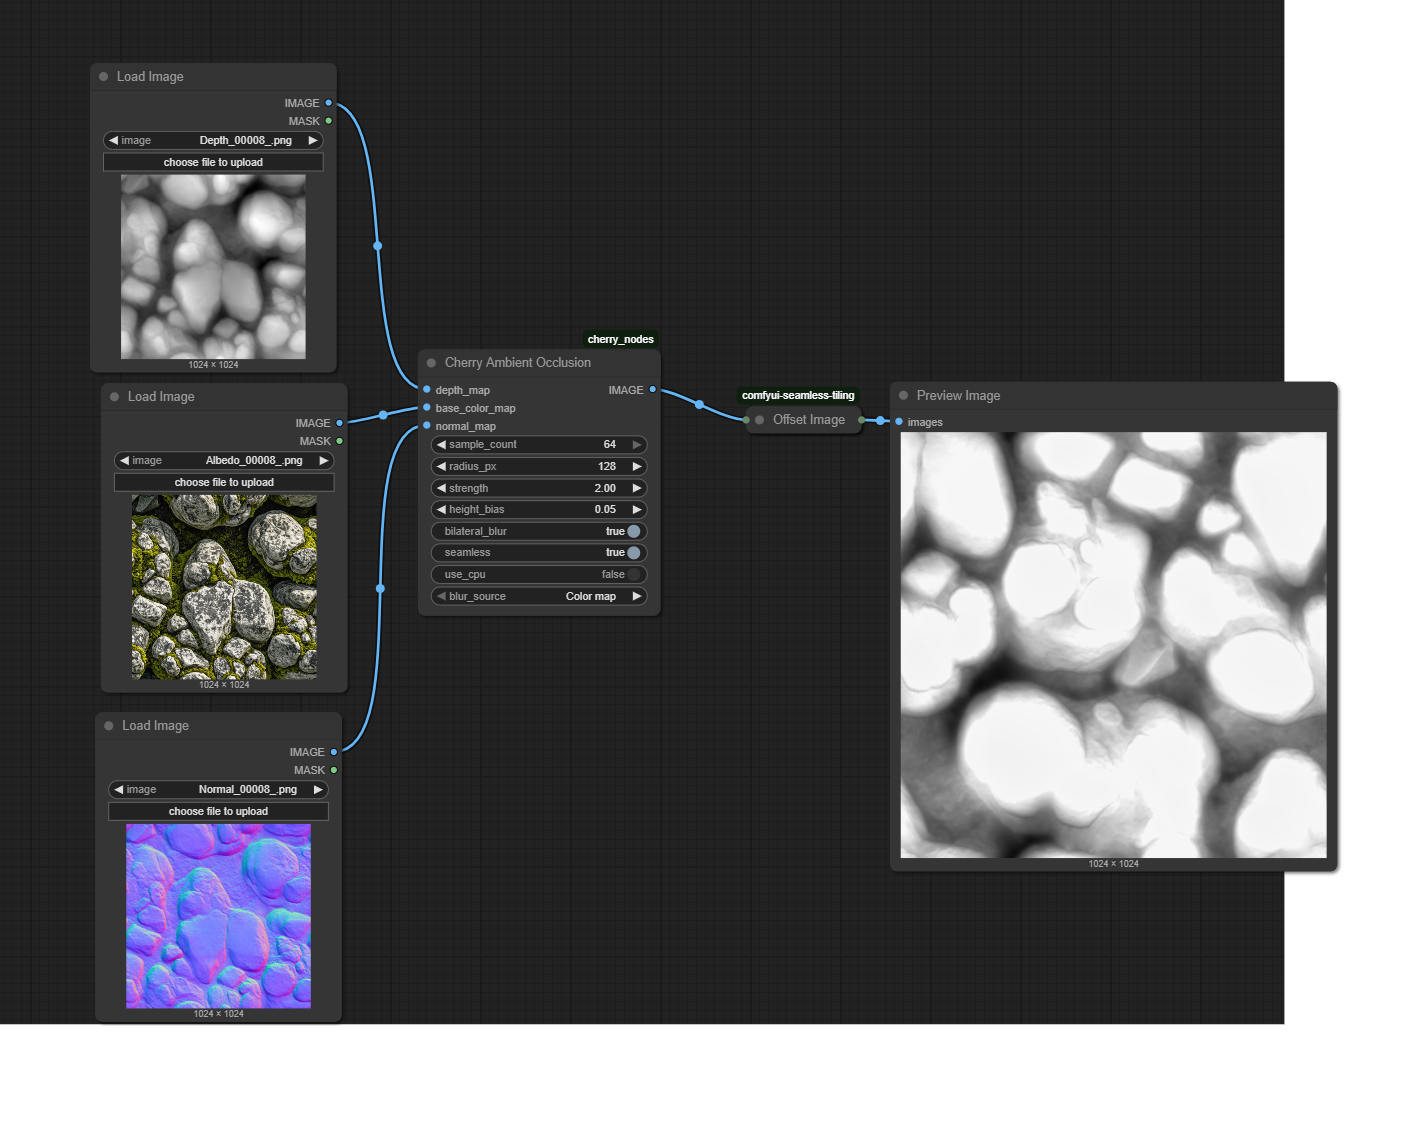 Load Image
IMAGE
MASK
image Depth_00008_.png
choose file to upload
1024 × 1024
Load Image
IMAGE
MASK
image Albedo_00008_.png
choose file to upload
1024 × 1024
Load Image
IMAGE
MASK
image Normal_00008_.png
choose file to upload
1024 × 1024
cherry_nodes
Cherry Ambient Occlusion
depth_map IMAGE
base_color_map
normal_map
sample_count 64
radius_px 128
strength 2.00
height_bias 0.05
bilateral_blur true
seamless true
use_cpu false
blur_source Color map
comfyui-seamless-tiling
Offset Image
Preview Image
images
1024 × 1024